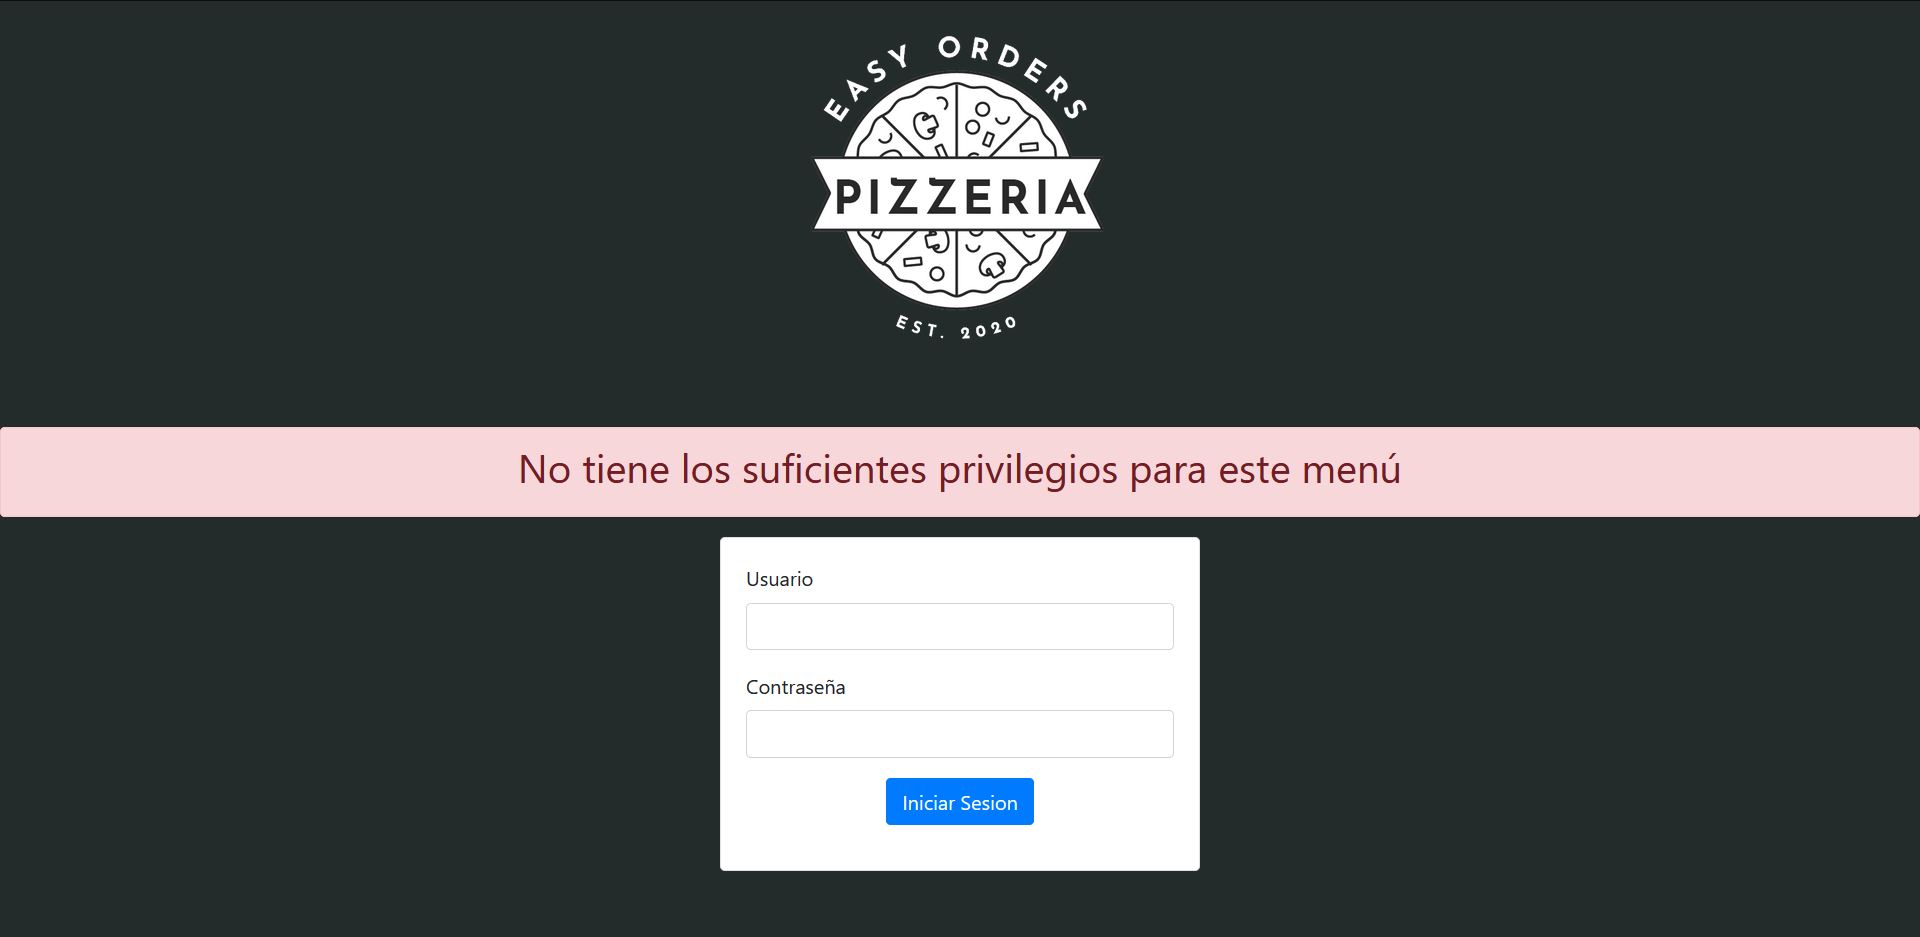 EASY ORDERS
PIZZERIA
EST. 2020
No tiene los suficientes privilegios para este menú
Usuario
Contraseña
Iniciar Sesion